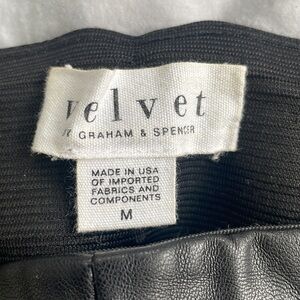 velvet
BY GRAHAM & SPENCER
MADE IN USA
OF IMPORTED
FABRICS AND
COMPONENTS
M